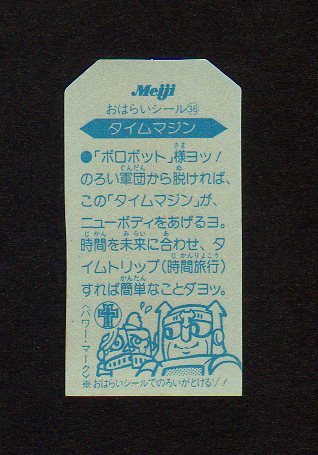 Meiji
おはらいシール㊱
タイムマジン
●「ボロボット」様ヨッ!
のろい軍団から脱ければ、
この「タイムマジン」が、
ニューボディをあげるヨ。
時間を未来に合わせ、タ
イムトリップ(時間旅行)
すれば簡単なことダヨッ。
〈パワー・マーク〉
※おはらいシールでのろいがとけるゾ!